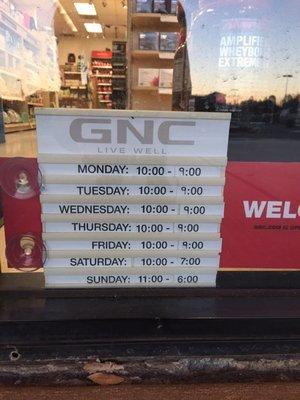 AMPLIFIED
WHEYBOLIC
EXTREME
GNC
LIVE WELL
MONDAY: 10:00 - 9:00
TUESDAY: 10:00 - 9:00
WEDNESDAY: 10:00 - 9:00
THURSDAY: 10:00 - 9:00
FRIDAY: 10:00 - 9:00
SATURDAY: 10:00 - 7:00
SUNDAY: 11:00 - 6:00
WELC